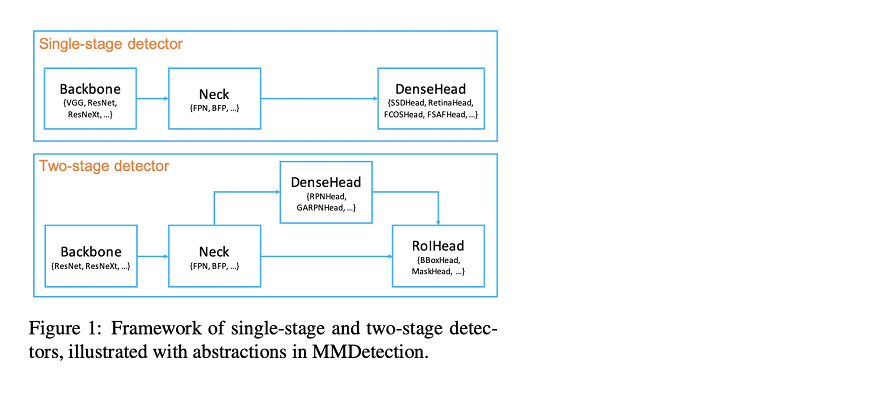 Single-stage detector
Backbone
{VGG, ResNet,
ResNeXt, ...}
Neck
{FPN, BFP, ...}
DenseHead
{SSDHead, RetinaHead,
FCOSHead, FSAFHead, ...}
Two-stage detector
DenseHead
{RPNHead,
GARPNHead, ...}
Backbone
{ResNet, ResNeXt, ...}
Neck
{FPN, BFP, ...}
RoIHead
{BBoxHead,
MaskHead, ...}
Figure 1: Framework of single-stage and two-stage detec-
tors, illustrated with abstractions in MMDetection.